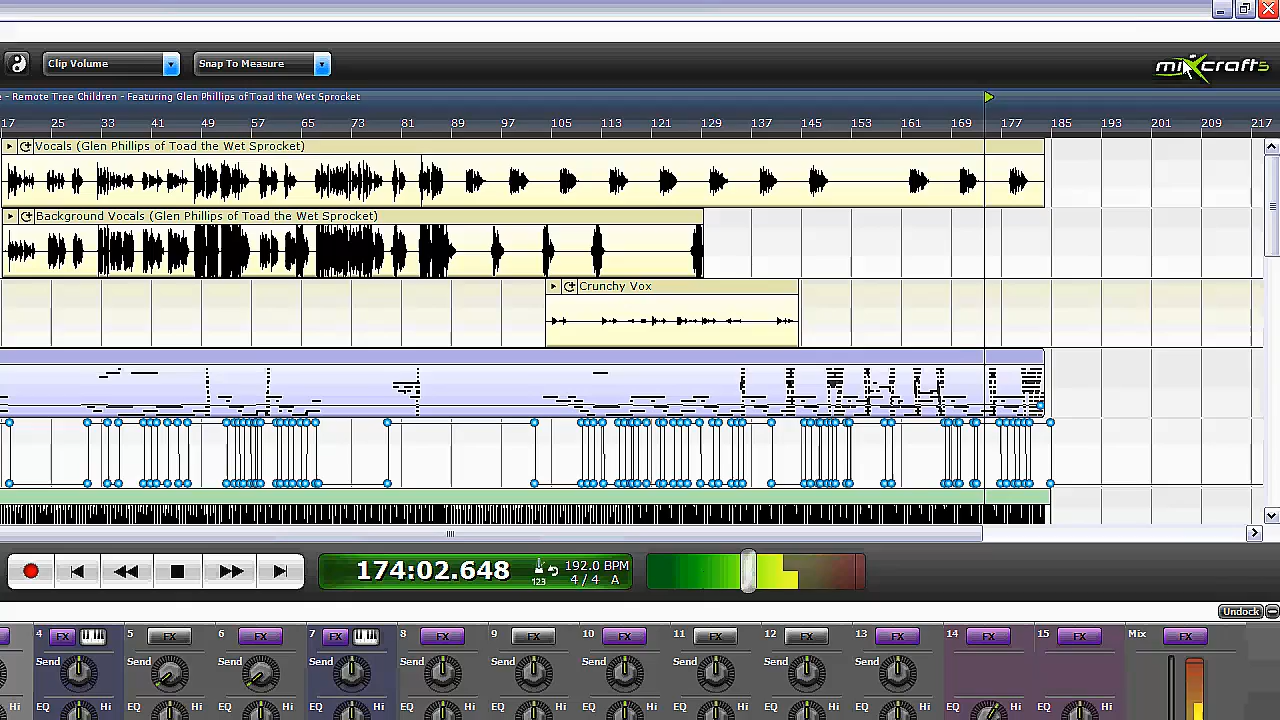 Clip Volume Snap To Measure mixcraft5
- Remote Tree Children - Featuring Glen Phillips of Toad the Wet Sprocket
17 25 33 41 49 57 65 73 81 89 97 105 113 121 129 137 145 153 161 169 177 185 193 201 209 217
Vocals (Glen Phillips of Toad the Wet Sprocket)
Background Vocals (Glen Phillips of Toad the Wet Sprocket)
Crunchy Vox
174:02.648 123 192.0 BPM
4 / 4 A
Undock
4 FX 5 FX 6 FX 7 FX 8 FX 9 FX 10 FX 11 FX 12 FX 13 FX 14 FX 15 FX Mix FX
Send Send Send Send Send Send Send Send Send Send
EQ Hi EQ Hi EQ Hi EQ Hi EQ Hi EQ Hi EQ Hi EQ Hi EQ Hi EQ Hi EQ Hi EQ Hi